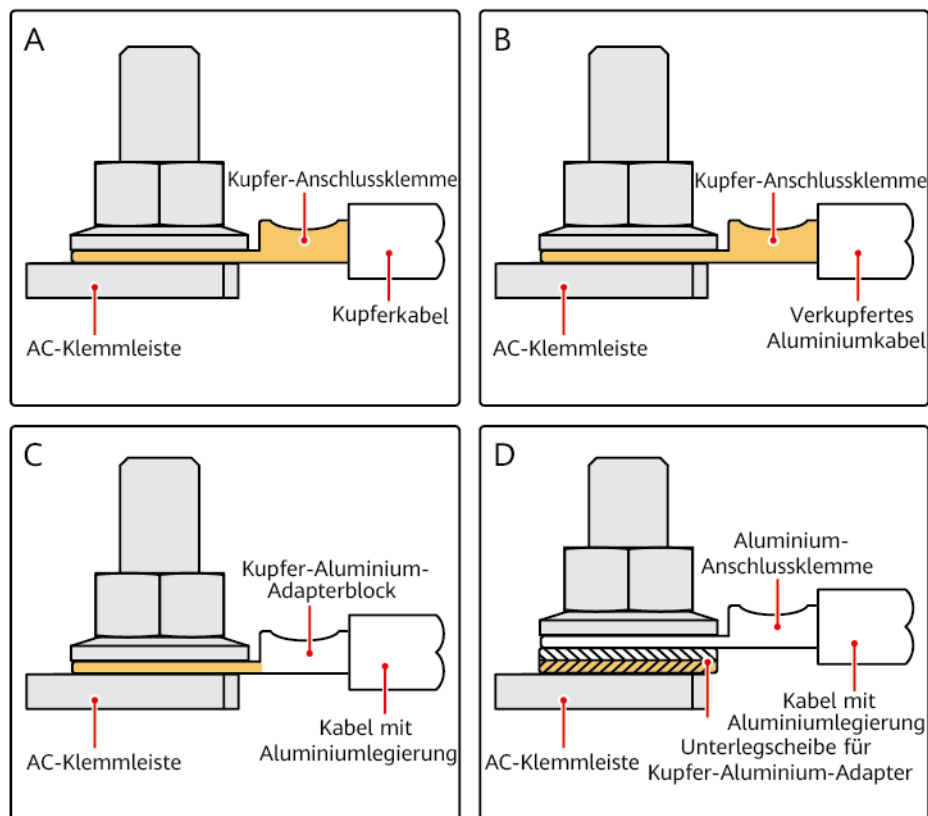 A
Kupfer-Anschlussklemme
Kupferkabel
AC-Klemmleiste
B
Kupfer-Anschlussklemme
Verkupfertes
Aluminiumkabel
AC-Klemmleiste
C
Kupfer-Aluminium-
Adapterblock
Kabel mit
Aluminiumlegierung
AC-Klemmleiste
D
Aluminium-
Anschlussklemme
Kabel mit
Aluminiumlegierung
Unterlegscheibe für
Kupfer-Aluminium-Adapter
AC-Klemmleiste